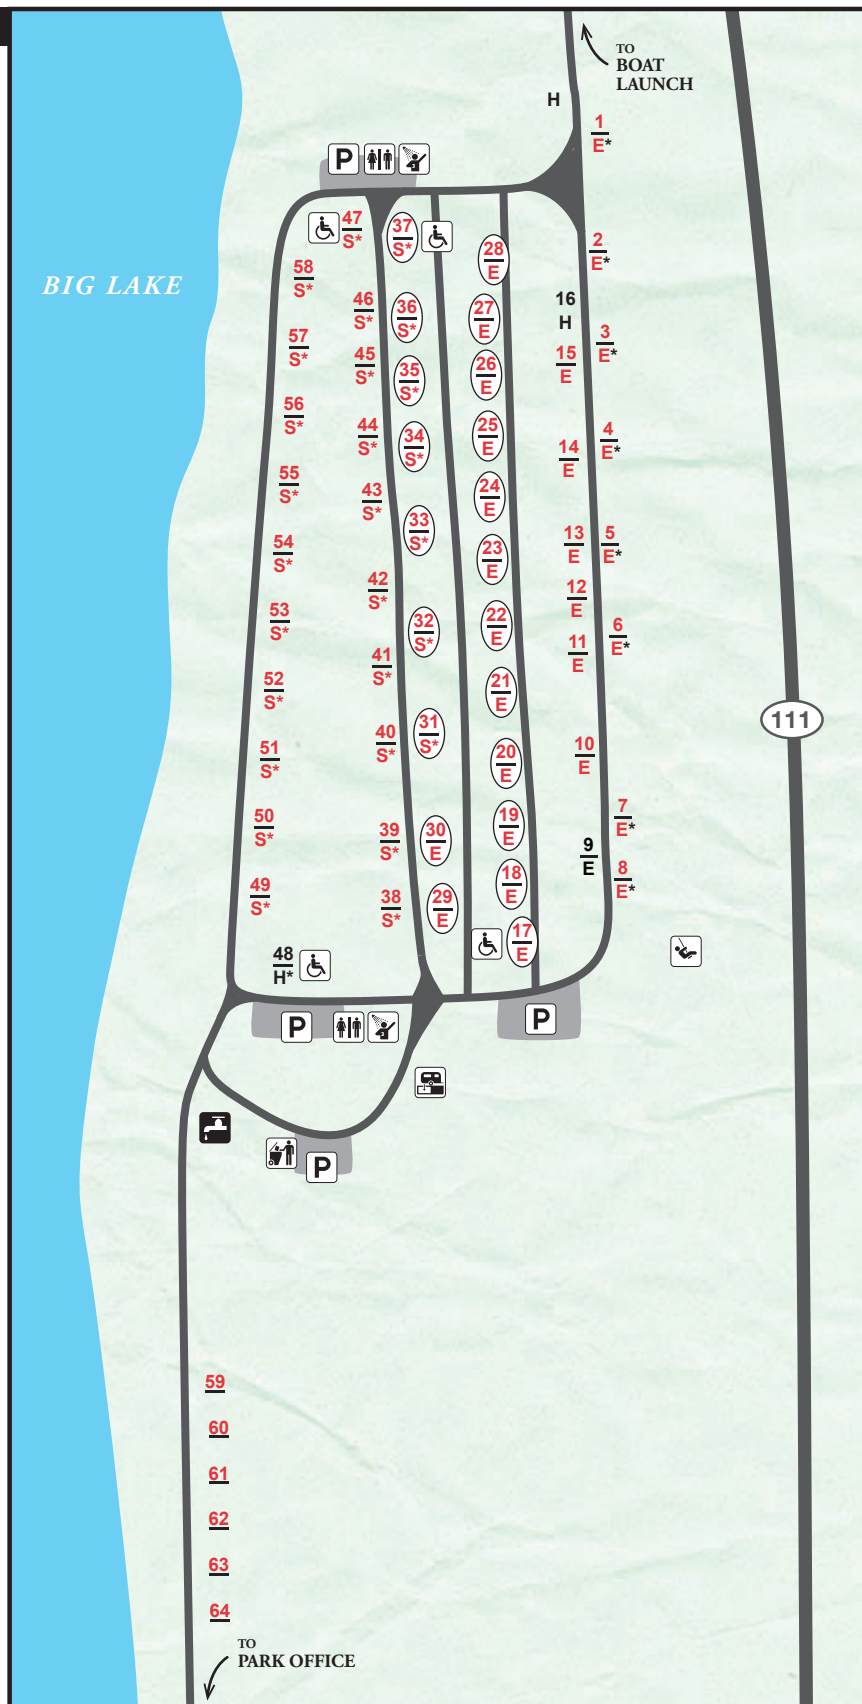 TO
BOAT
LAUNCH
H
1
E*
P
47
S*
37
S*
2
E*
28
E
58
S*
BIG LAKE
46
S*
36
S*
27
E
16
H
3
E*
57
S*
45
S*
35
S*
26
E
15
E
56
S*
44
S*
34
S*
25
E
14
E
4
E*
55
S*
43
S*
33
S*
24
E
54
S*
23
E
13
E
5
E*
53
S*
42
S*
32
S*
22
E
12
E
6
E*
52
S*
41
S*
21
E
11
E
51
S*
40
S*
31
S*
20
E
10
E
111
50
S*
39
S*
30
E
19
E
7
E*
49
S*
38
S*
29
E
18
E
9
E
8
E*
48
H*
17
E
P
P
P
59
60
61
62
63
64
TO
PARK OFFICE